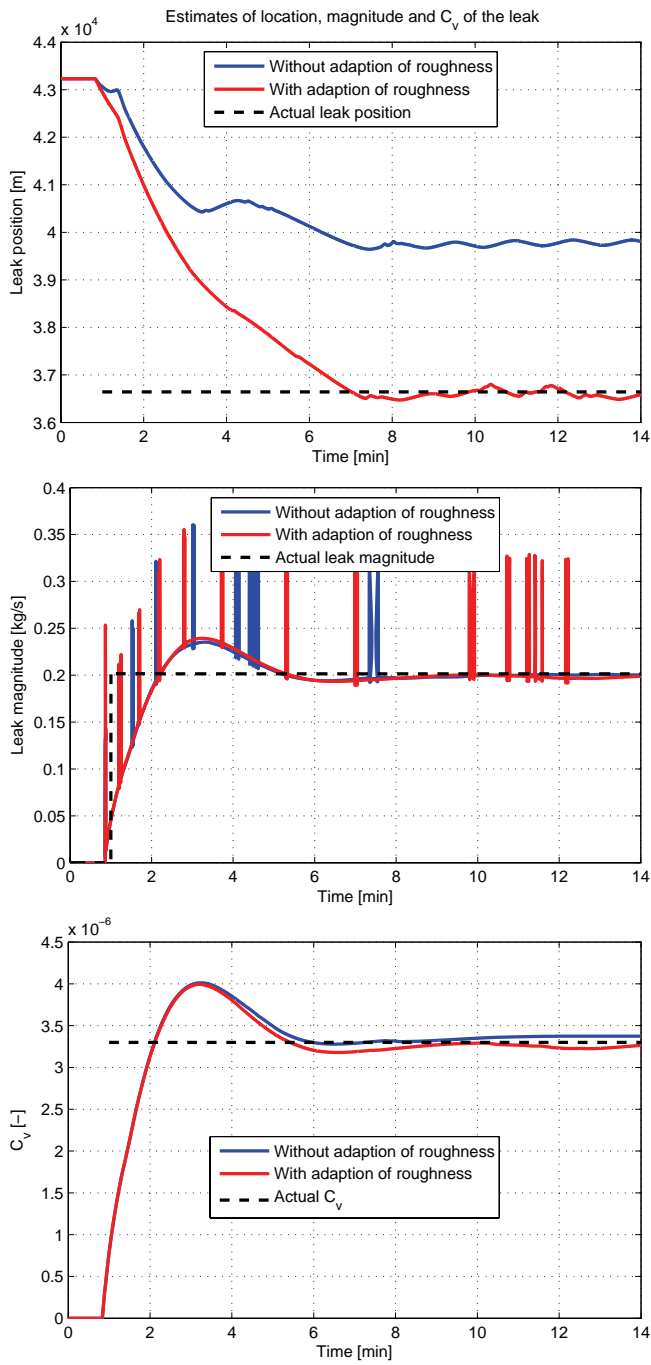 Estimates of location, magnitude and Cv of the leak
x 10⁴
4.4
4.3
4.2
4.1
4
3.9
3.8
3.7
3.6
Leak position [m]
Without adaption of roughness
With adaption of roughness
Actual leak position
0 2 4 6 8 10 12 14
Time [min]
0.4
0.35
0.3
0.25
0.2
0.15
0.1
0.05
0
Leak magnitude [kg/s]
Without adaption of roughness
With adaption of roughness
Actual leak magnitude
0 2 4 6 8 10 12 14
Time [min]
x 10⁻⁶
4.5
4
3.5
3
2.5
2
1.5
1
0.5
0
Cv [-]
Without adaption of roughness
With adaption of roughness
Actual Cv
0 2 4 6 8 10 12 14
Time [min]